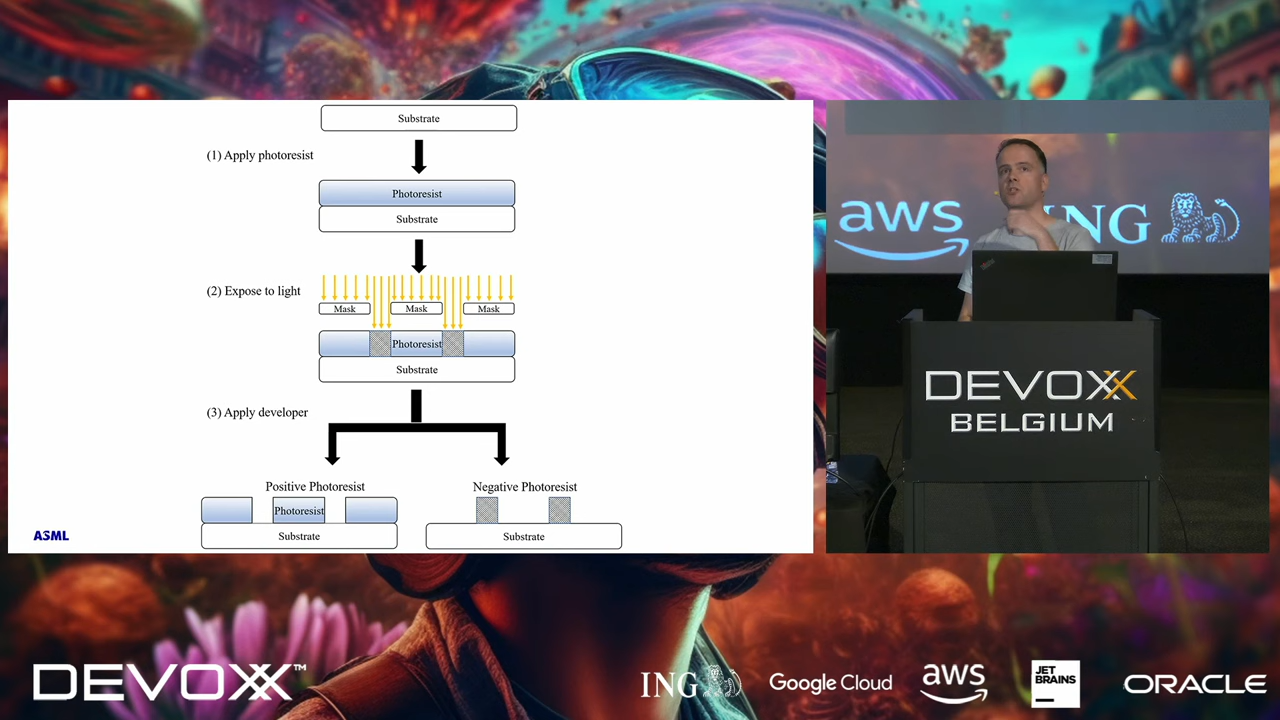 Substrate
(1) Apply photoresist
Photoresist
Substrate
(2) Expose to light
Mask
Mask
Mask
Photoresist
Substrate
(3) Apply developer
Positive Photoresist
Negative Photoresist
Photoresist
Substrate
Substrate
ASML
aws
ING
DEVOXX
BELGIUM
DEVOXX™
ING
Google Cloud
aws
JET
BRAINS
ORACLE